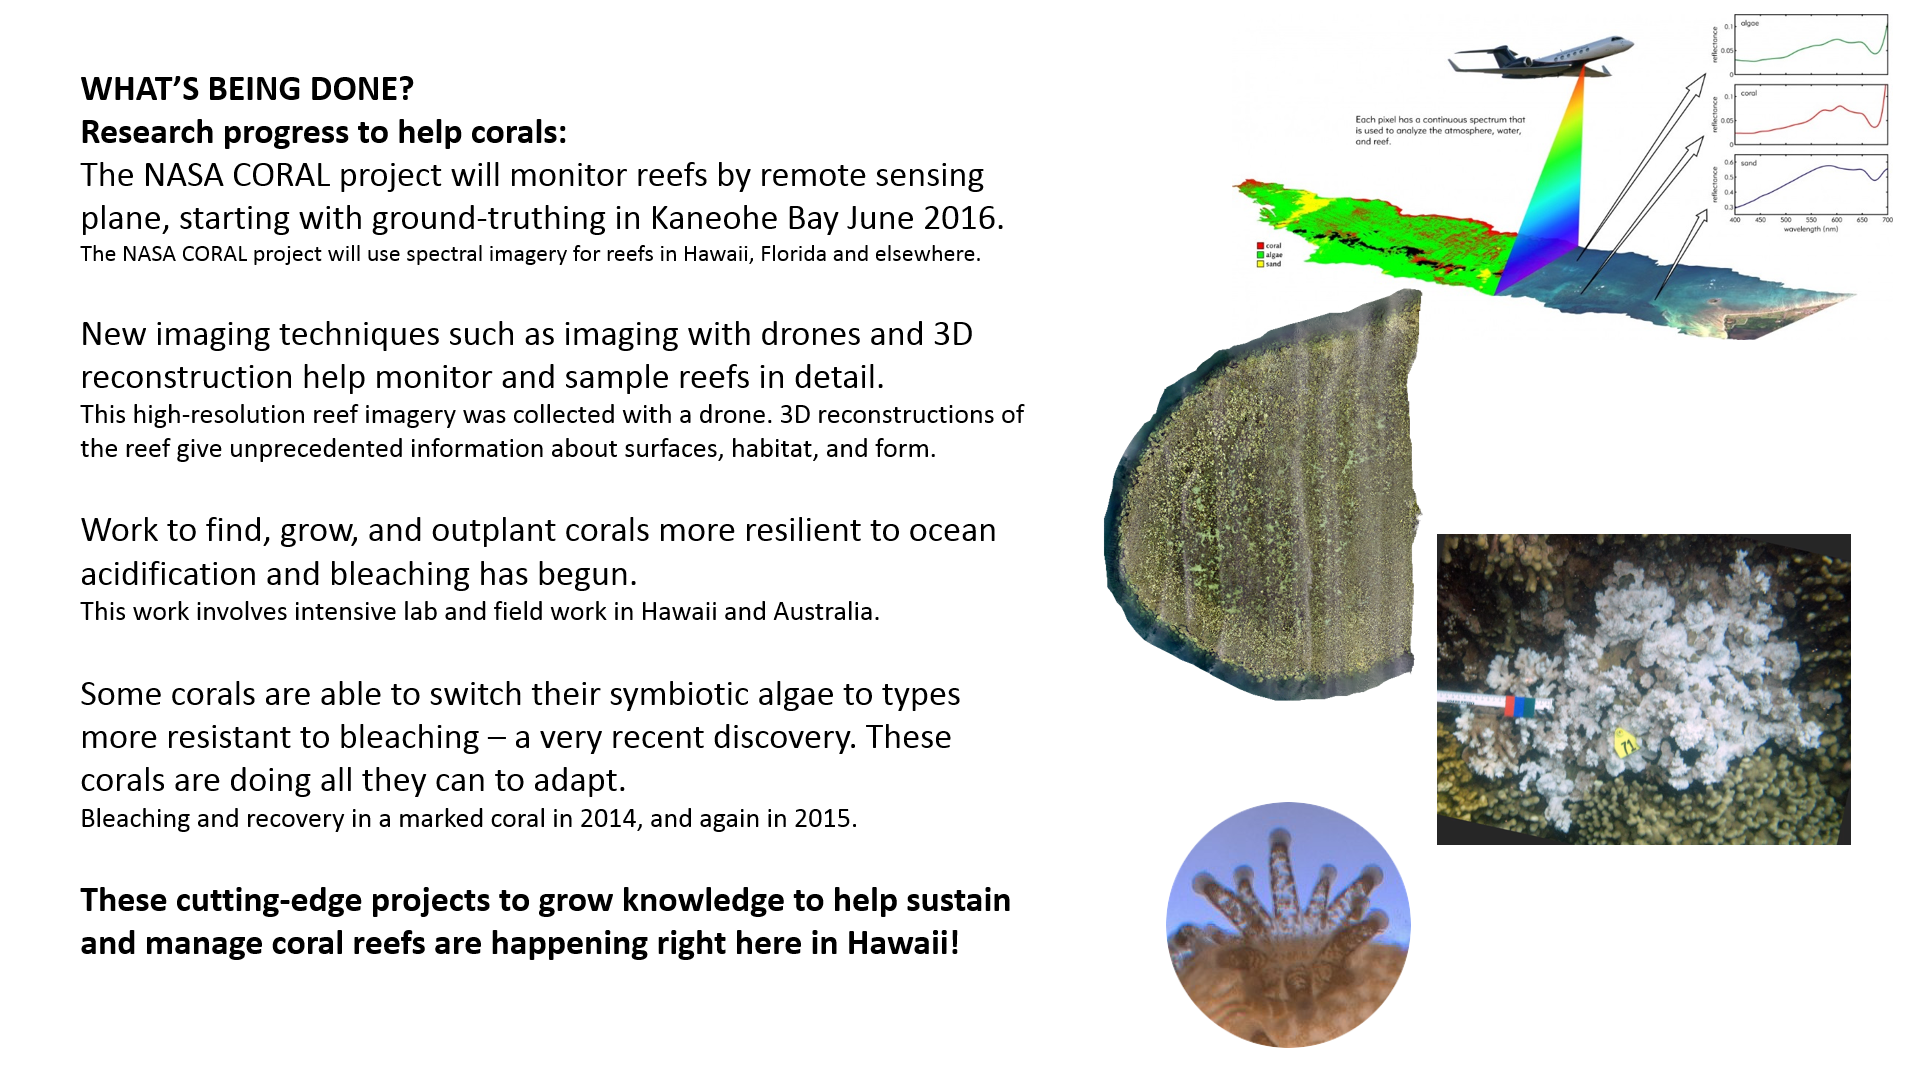 WHAT’S BEING DONE?
Research progress to help corals:
The NASA CORAL project will monitor reefs by remote sensing
plane, starting with ground-truthing in Kaneohe Bay June 2016.
The NASA CORAL project will use spectral imagery for reefs in Hawaii, Florida and elsewhere.
New imaging techniques such as imaging with drones and 3D
reconstruction help monitor and sample reefs in detail.
This high-resolution reef imagery was collected with a drone. 3D reconstructions of
the reef give unprecedented information about surfaces, habitat, and form.
Work to find, grow, and outplant corals more resilient to ocean
acidification and bleaching has begun.
This work involves intensive lab and field work in Hawaii and Australia.
Some corals are able to switch their symbiotic algae to types
more resistant to bleaching – a very recent discovery. These
corals are doing all they can to adapt.
Bleaching and recovery in a marked coral in 2014, and again in 2015.
These cutting-edge projects to grow knowledge to help sustain
and manage coral reefs are happening right here in Hawaii!
Each pixel has a continuous spectrum that
is used to analyze the atmosphere, water,
and reef.
coral
algae
sand
algae
reflectance
0.1
0.05
0
coral
reflectance
0.1
0.05
0
sand
reflectance
0.6
0.5
0.4
0.3
400 450 500 550 600 650 700
wavelength (nm)
71